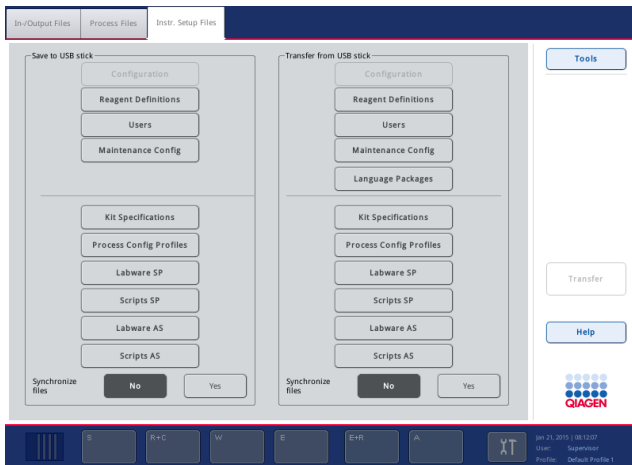 In-/Output Files
Process Files
Instr. Setup Files
Save to USB stick
Configuration
Reagent Definitions
Users
Maintenance Config
Kit Specifications
Process Config Profiles
Labware SP
Scripts SP
Labware AS
Scripts AS
Synchronize
files
No
Yes
Transfer from USB stick
Configuration
Reagent Definitions
Users
Maintenance Config
Language Packages
Kit Specifications
Process Config Profiles
Labware SP
Scripts SP
Labware AS
Scripts AS
Synchronize
files
No
Yes
Tools
Transfer
Help
QIAGEN
S
R+C
W
E
E+R
A
Jan 21, 2015 | 08:12:07
User: Supervisor
Profile: Default Profile 1